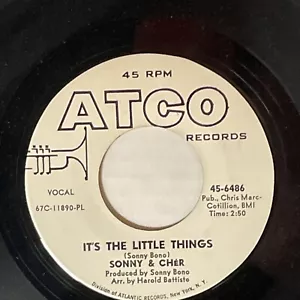 45 RPM
ATCO
RECORDS
VOCAL
67C-11890-PL
45-6486
Pub., Chris Marc-
Cotillion, BMI
Time: 2:50
IT'S THE LITTLE THINGS
(Sonny Bono)
SONNY & CHÉR
Produced by Sonny Bono
Arr. by Harold Battiste
DIVISION OF ATLANTIC RECORDS, NEW YORK, N.Y.